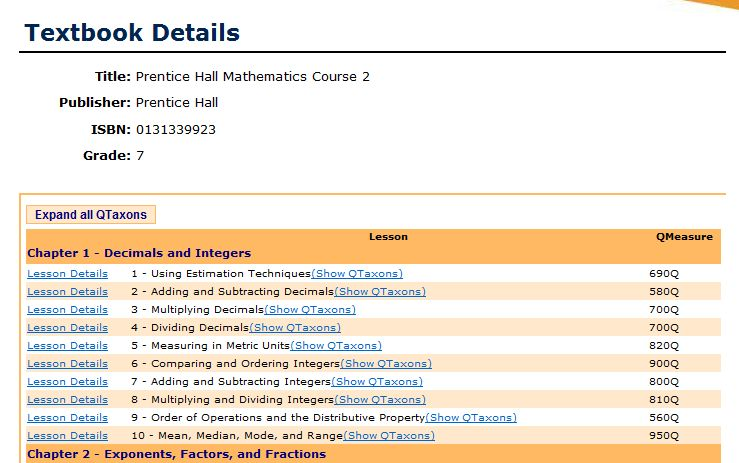 Textbook Details
Title: Prentice Hall Mathematics Course 2
Publisher: Prentice Hall
ISBN: 0131339923
Grade: 7
Expand all QTaxons
Lesson QMeasure
Chapter 1 - Decimals and Integers
Lesson Details 1 - Using Estimation Techniques(Show QTaxons) 690Q
Lesson Details 2 - Adding and Subtracting Decimals(Show QTaxons) 580Q
Lesson Details 3 - Multiplying Decimals(Show QTaxons) 700Q
Lesson Details 4 - Dividing Decimals(Show QTaxons) 700Q
Lesson Details 5 - Measuring in Metric Units(Show QTaxons) 820Q
Lesson Details 6 - Comparing and Ordering Integers(Show QTaxons) 900Q
Lesson Details 7 - Adding and Subtracting Integers(Show QTaxons) 800Q
Lesson Details 8 - Multiplying and Dividing Integers(Show QTaxons) 810Q
Lesson Details 9 - Order of Operations and the Distributive Property(Show QTaxons) 560Q
Lesson Details 10 - Mean, Median, Mode, and Range(Show QTaxons) 950Q
Chapter 2 - Exponents, Factors, and Fractions